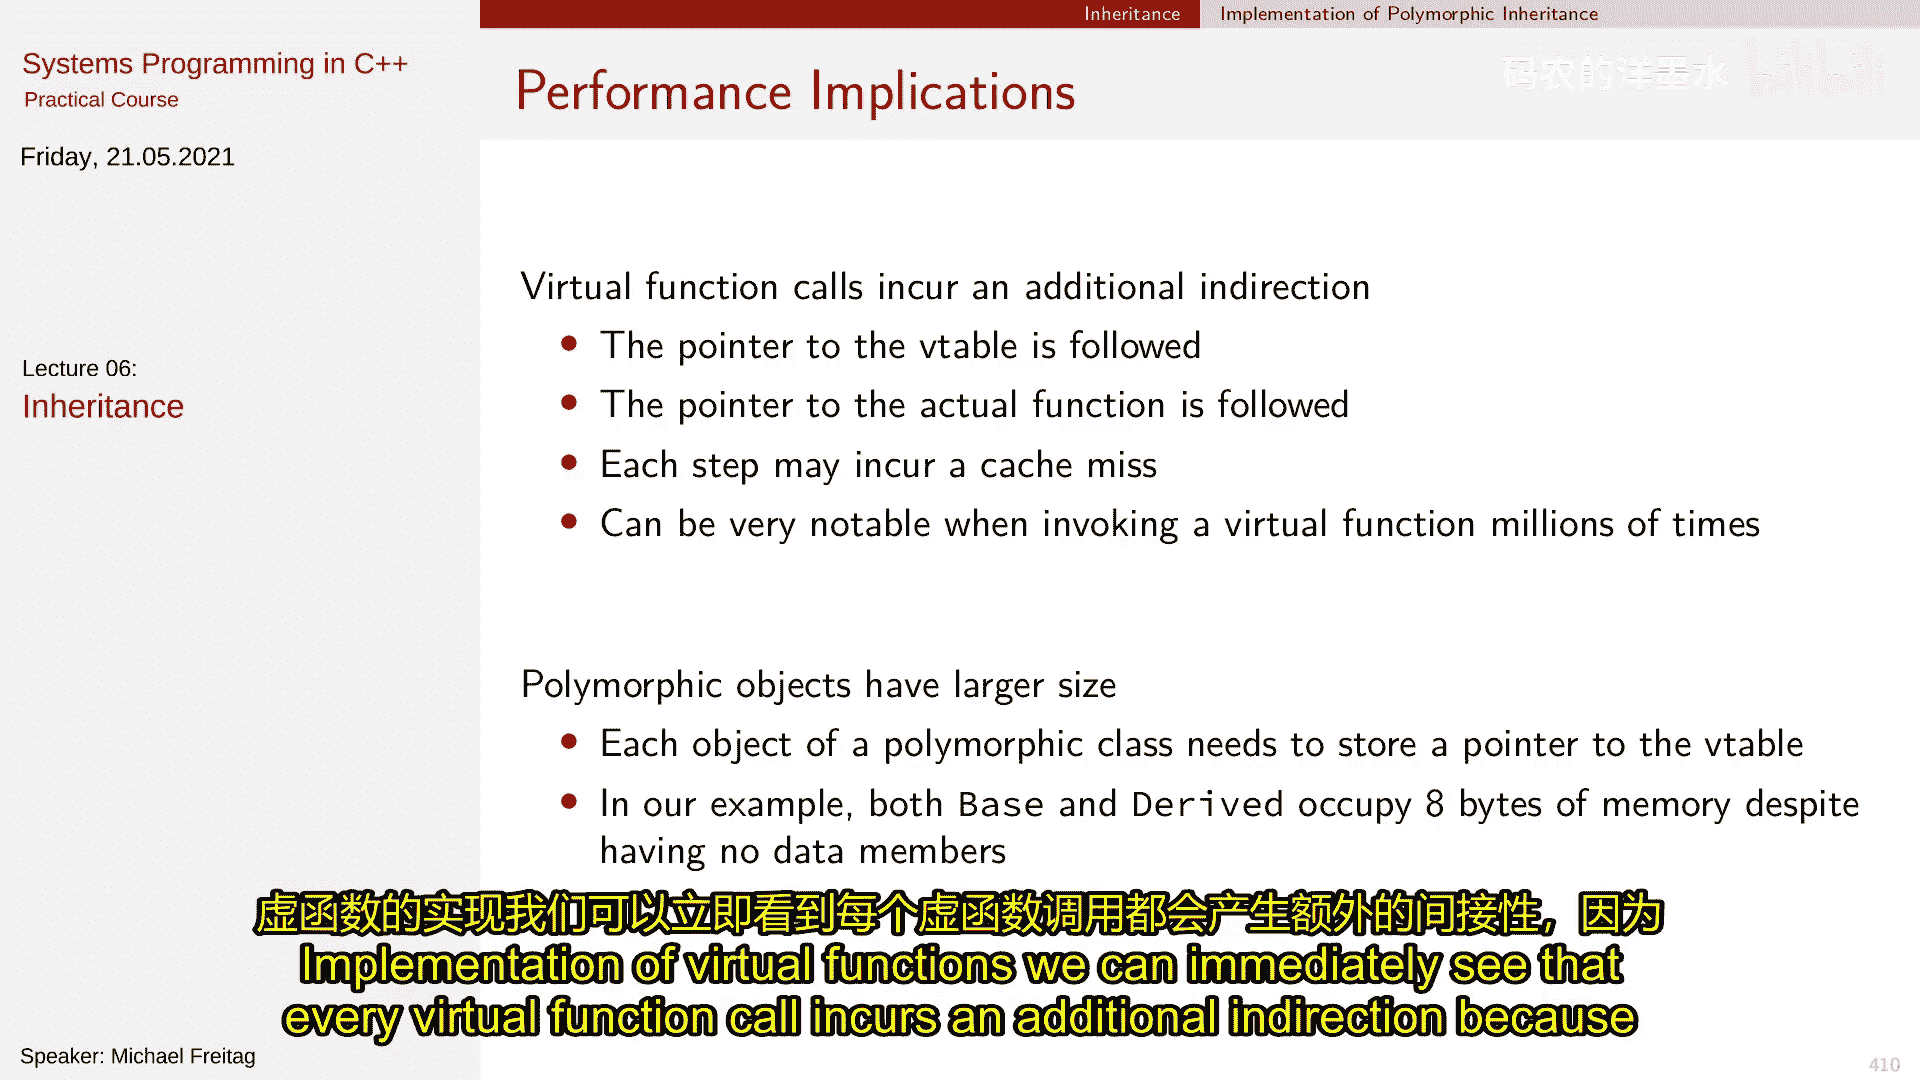 Inheritance
Implementation of Polymorphic Inheritance
Systems Programming in C++
Practical Course
Friday, 21.05.2021
码农的洋墨水
Performance Implications
Virtual function calls incur an additional indirection
• The pointer to the vtable is followed
• The pointer to the actual function is followed
• Each step may incur a cache miss
• Can be very notable when invoking a virtual function millions of times
Lecture 06:
Inheritance
Polymorphic objects have larger size
• Each object of a polymorphic class needs to store a pointer to the vtable
• In our example, both Base and Derived occupy 8 bytes of memory despite
having no data members
虚函数的实现我们可以立即看到每个虚函数调用都会产生额外的间接性，因为
Implementation of virtual functions we can immediately see that
every virtual function call incurs an additional indirection because
Speaker: Michael Freitag
410